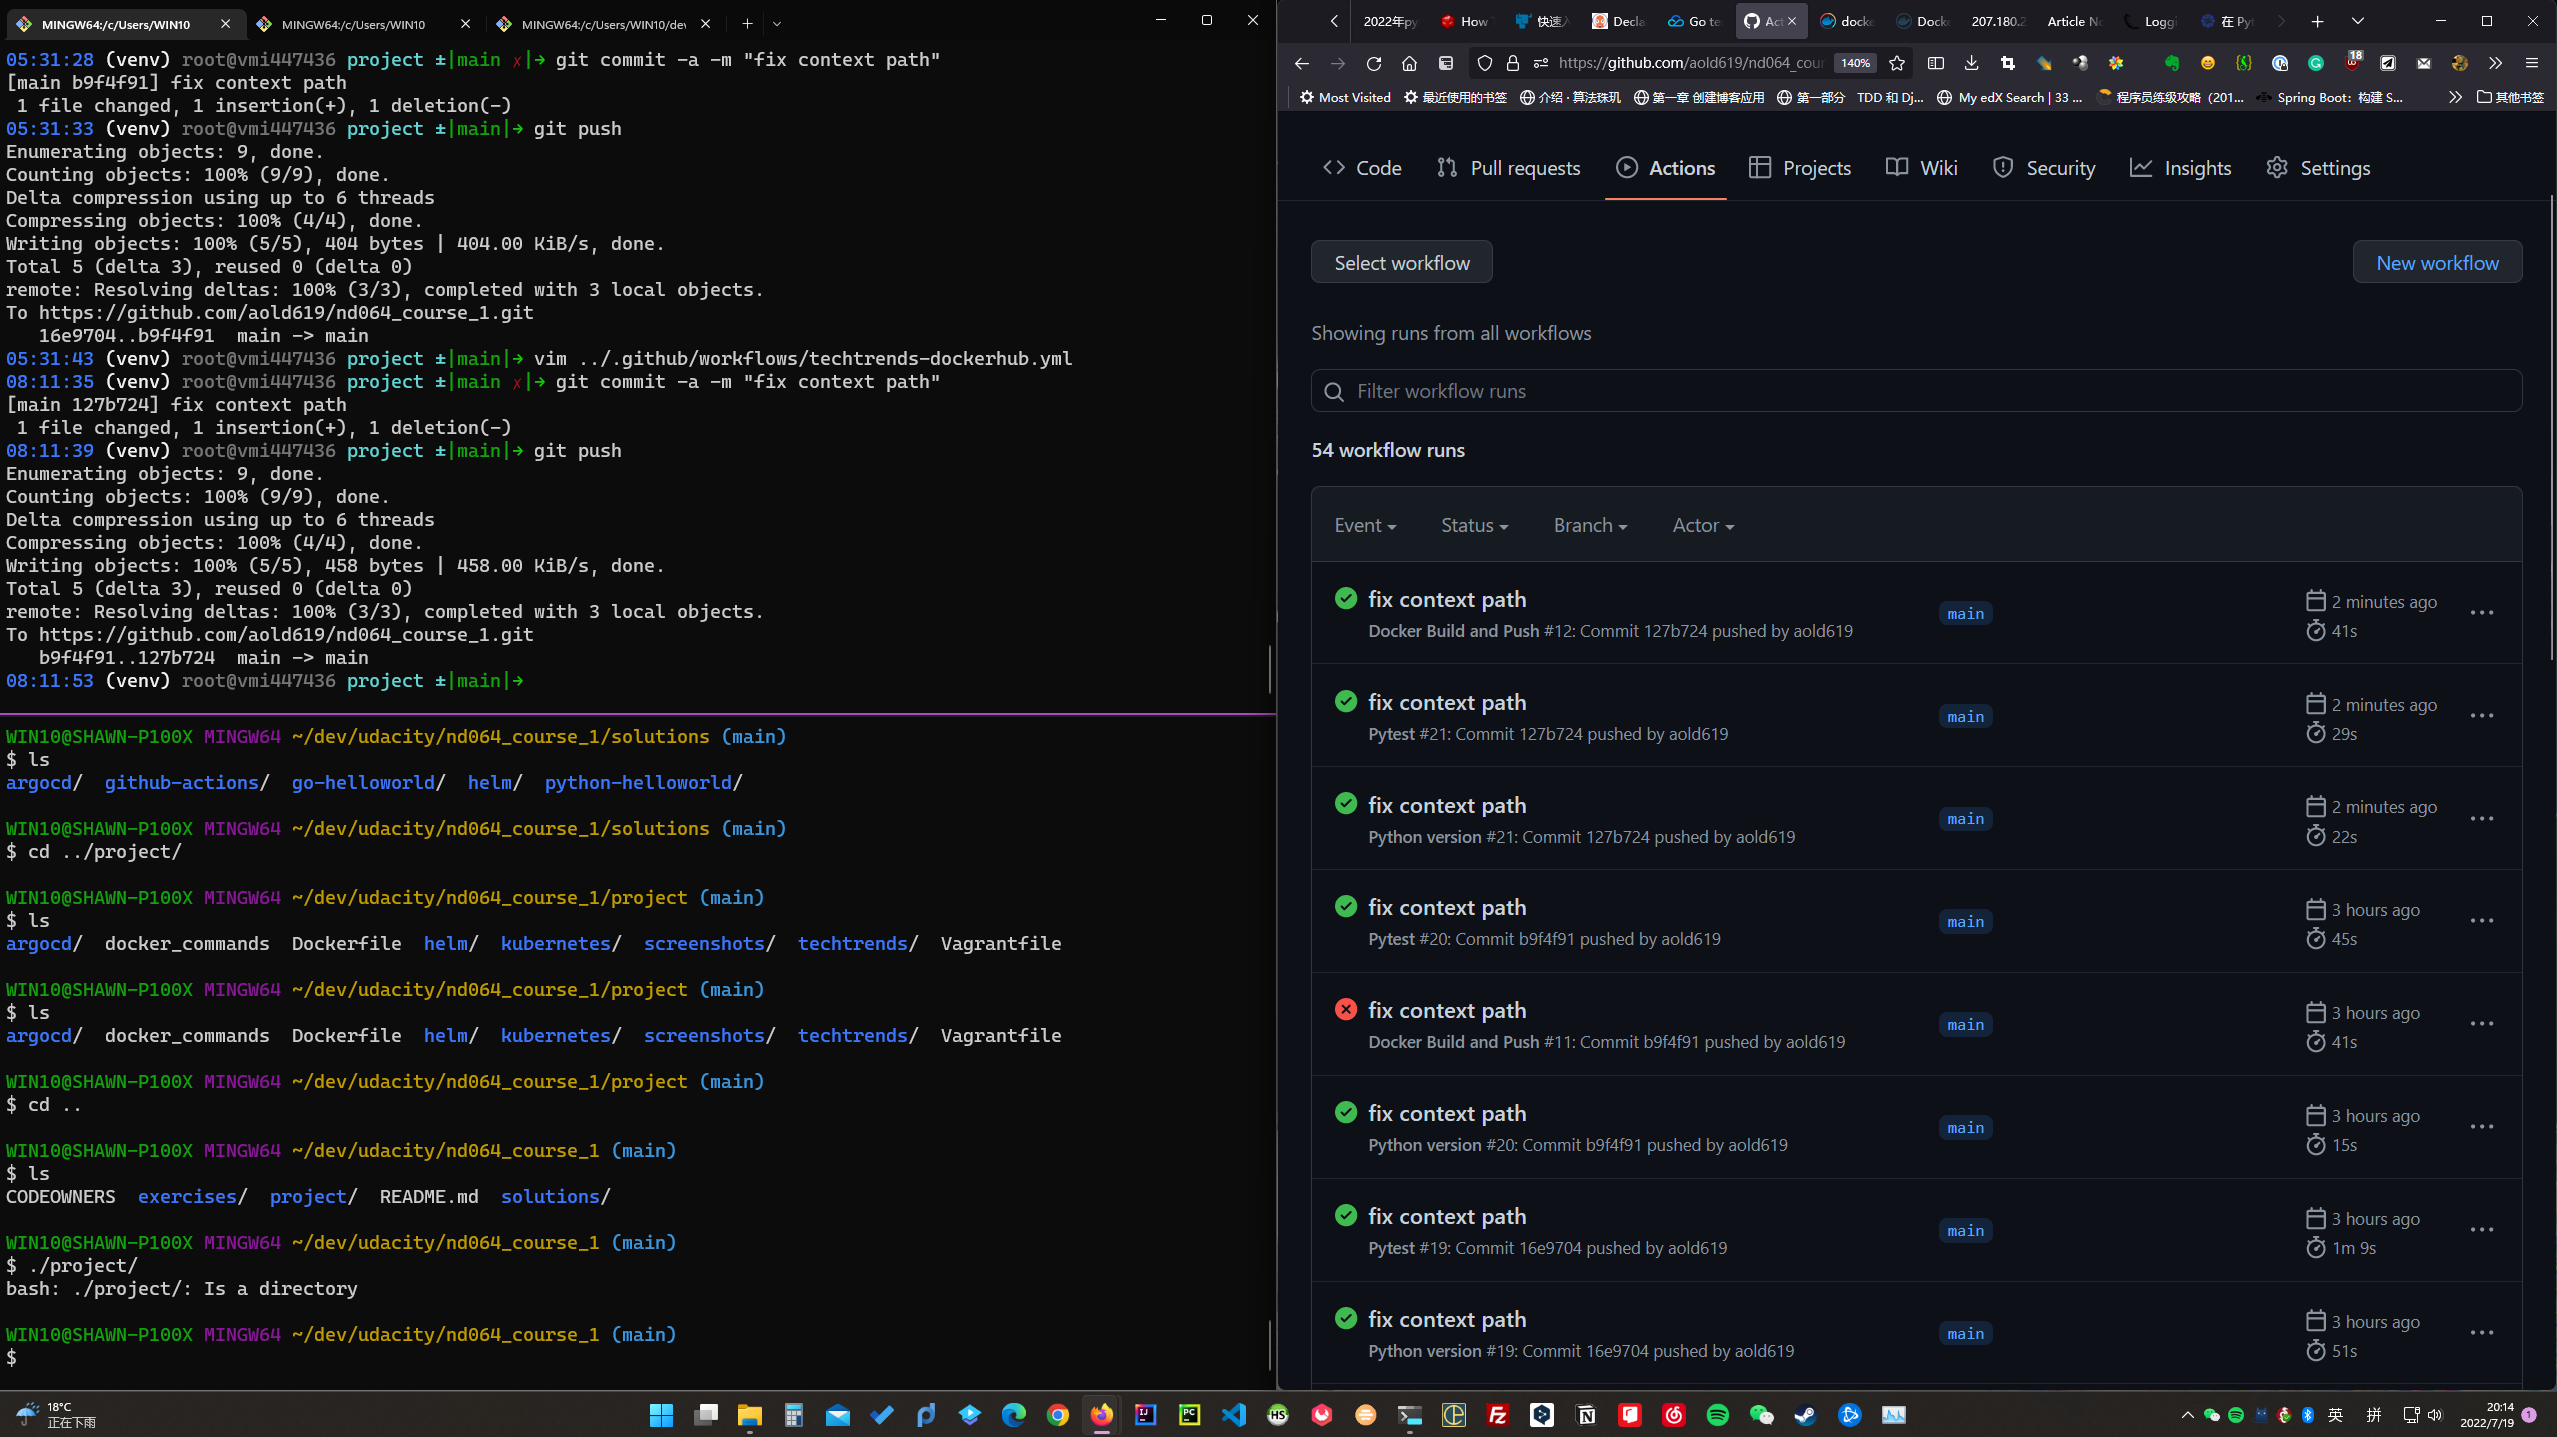 MINGW64:/c/Users/WIN10
MINGW64:/c/Users/WIN10
MINGW64:/c/Users/WIN10/dev
05:31:28 (venv) root@vmi447436 project ±|main ✗|→ git commit -a -m "fix context path"
[main b9f4f91] fix context path
1 file changed, 1 insertion(+), 1 deletion(-)
05:31:33 (venv) root@vmi447436 project ±|main|→ git push
Enumerating objects: 9, done.
Counting objects: 100% (9/9), done.
Delta compression using up to 6 threads
Compressing objects: 100% (4/4), done.
Writing objects: 100% (5/5), 404 bytes | 404.00 KiB/s, done.
Total 5 (delta 3), reused 0 (delta 0)
remote: Resolving deltas: 100% (3/3), completed with 3 local objects.
To https://github.com/aold619/nd064_course_1.git
16e9704..b9f4f91  main -> main
05:31:43 (venv) root@vmi447436 project ±|main|→ vim ../.github/workflows/techtrends-dockerhub.yml
08:11:35 (venv) root@vmi447436 project ±|main ✗|→ git commit -a -m "fix context path"
[main 127b724] fix context path
1 file changed, 1 insertion(+), 1 deletion(-)
08:11:39 (venv) root@vmi447436 project ±|main|→ git push
Enumerating objects: 9, done.
Counting objects: 100% (9/9), done.
Delta compression using up to 6 threads
Compressing objects: 100% (4/4), done.
Writing objects: 100% (5/5), 458 bytes | 458.00 KiB/s, done.
Total 5 (delta 3), reused 0 (delta 0)
remote: Resolving deltas: 100% (3/3), completed with 3 local objects.
To https://github.com/aold619/nd064_course_1.git
b9f4f91..127b724  main -> main
08:11:53 (venv) root@vmi447436 project ±|main|→
WIN10@SHAWN-P100X MINGW64 ~/dev/udacity/nd064_course_1/solutions (main)
$ ls
argocd/  github-actions/  go-helloworld/  helm/  python-helloworld/
WIN10@SHAWN-P100X MINGW64 ~/dev/udacity/nd064_course_1/solutions (main)
$ cd ../project/
WIN10@SHAWN-P100X MINGW64 ~/dev/udacity/nd064_course_1/project (main)
$ ls
argocd/  docker_commands  Dockerfile  helm/  kubernetes/  screenshots/  techtrends/  Vagrantfile
WIN10@SHAWN-P100X MINGW64 ~/dev/udacity/nd064_course_1/project (main)
$ ls
argocd/  docker_commands  Dockerfile  helm/  kubernetes/  screenshots/  techtrends/  Vagrantfile
WIN10@SHAWN-P100X MINGW64 ~/dev/udacity/nd064_course_1/project (main)
$ cd ..
WIN10@SHAWN-P100X MINGW64 ~/dev/udacity/nd064_course_1 (main)
$ ls
CODEOWNERS  exercises/  project/  README.md  solutions/
WIN10@SHAWN-P100X MINGW64 ~/dev/udacity/nd064_course_1 (main)
$ ./project/
bash: ./project/: Is a directory
WIN10@SHAWN-P100X MINGW64 ~/dev/udacity/nd064_course_1 (main)
$
2022年py
How
快速入
Decla
Go te
Act
docke
Docke
207.180.2
Article No
Loggi
在 Pyt
https://github.com/aold619/nd064_cour
140%
18
Most Visited
最近使用的书签
介绍 · 算法珠玑
第一章 创建博客应用
第一部分 TDD 和 Dj...
My edX Search | 33 ...
程序员练级攻略（201...
Spring Boot：构建 S...
其他书签
Code
Pull requests
Actions
Projects
Wiki
Security
Insights
Settings
Select workflow
New workflow
Showing runs from all workflows
Filter workflow runs
54 workflow runs
Event
Status
Branch
Actor
fix context path
main
2 minutes ago
Docker Build and Push #12: Commit 127b724 pushed by aold619
41s
fix context path
main
2 minutes ago
Pytest #21: Commit 127b724 pushed by aold619
29s
fix context path
main
2 minutes ago
Python version #21: Commit 127b724 pushed by aold619
22s
fix context path
main
3 hours ago
Pytest #20: Commit b9f4f91 pushed by aold619
45s
fix context path
main
3 hours ago
Docker Build and Push #11: Commit b9f4f91 pushed by aold619
41s
fix context path
main
3 hours ago
Python version #20: Commit b9f4f91 pushed by aold619
15s
fix context path
main
3 hours ago
Pytest #19: Commit 16e9704 pushed by aold619
1m 9s
fix context path
main
3 hours ago
Python version #19: Commit 16e9704 pushed by aold619
51s
18°C
正在下雨
英
拼
20:14
2022/7/19
1